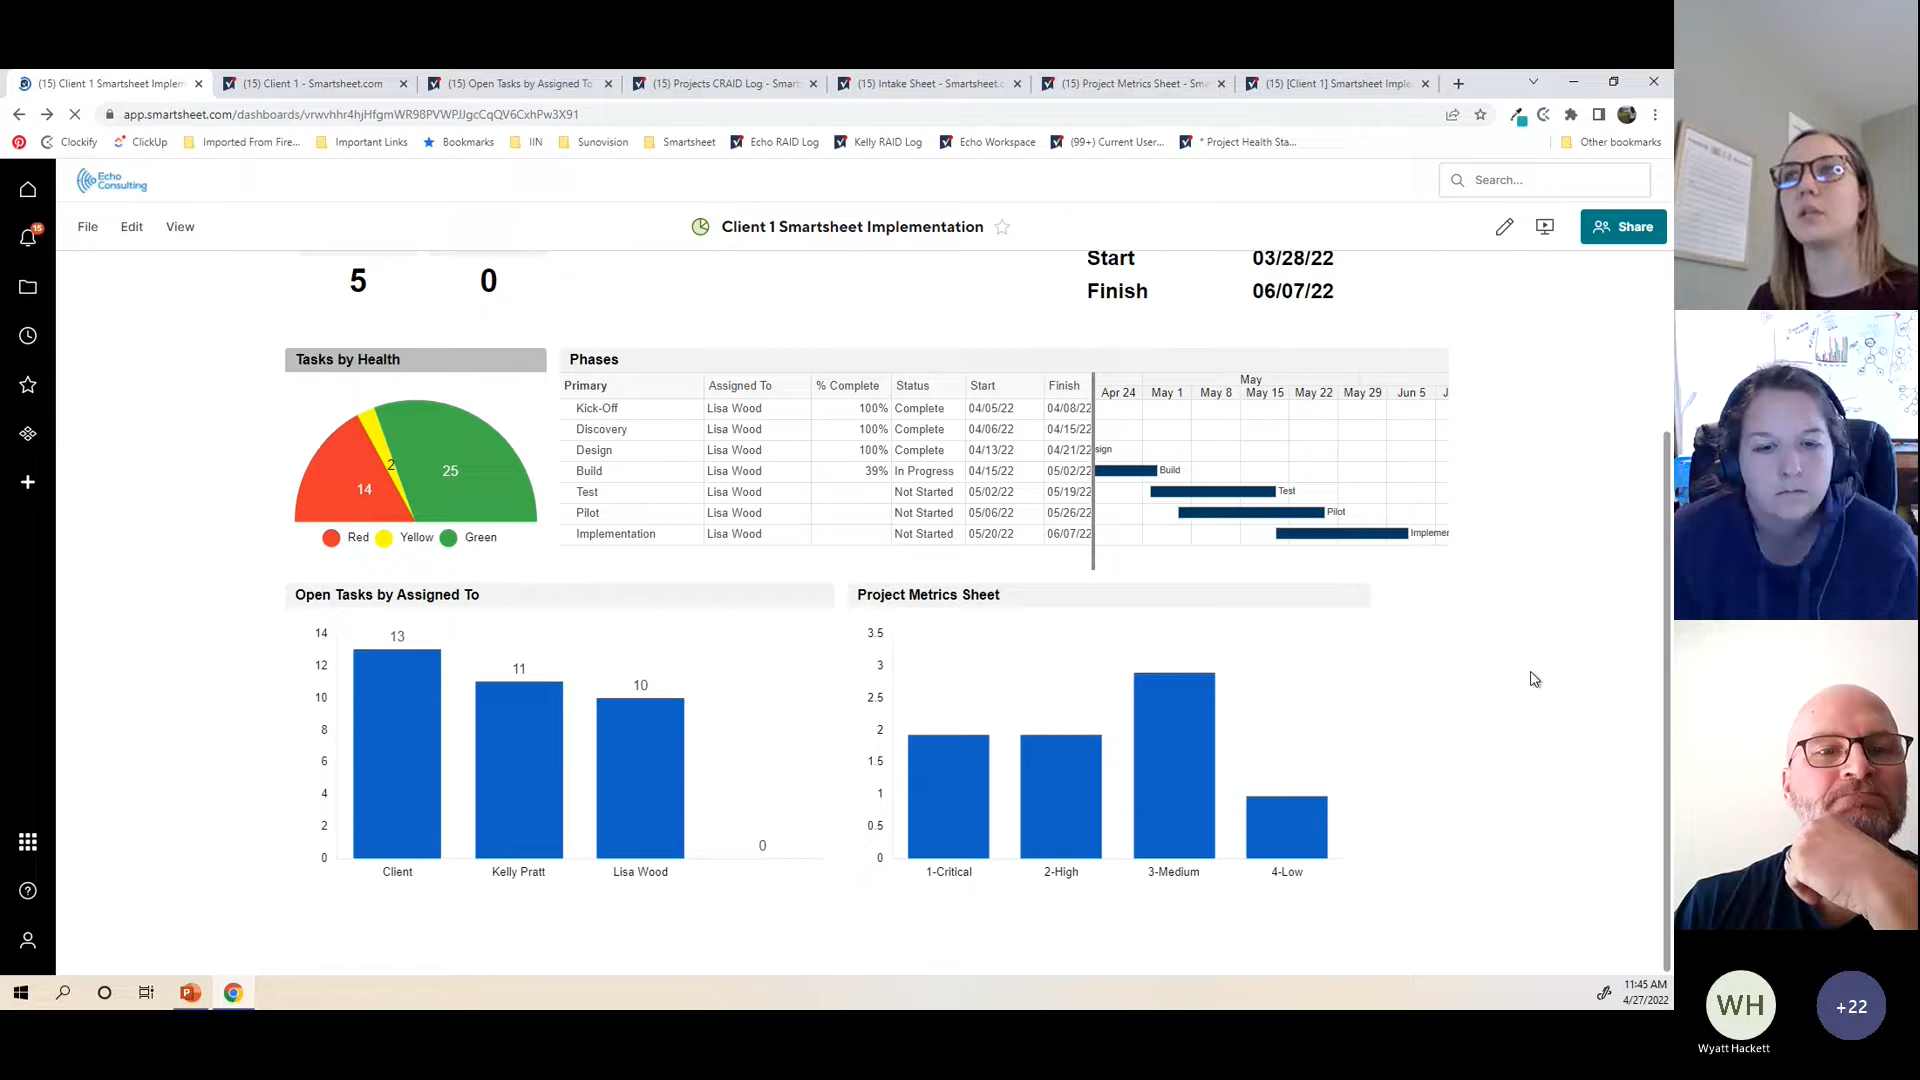 (15) Client 1 Smartsheet Implem
(15) Client 1 - Smartsheet.com
(15) Open Tasks by Assigned To
(15) Projects CRAID Log - Smart
(15) Intake Sheet - Smartsheet.c
(15) Project Metrics Sheet - Sma
(15) [Client 1] Smartsheet Imple
app.smartsheet.com/dashboards/vrwvhhr4hjHfgmWR98PVWPJJgcCqQV6CxhPw3X91
Clockify
ClickUp
Imported From Fire...
Important Links
Bookmarks
IIN
Sunovision
Smartsheet
Echo RAID Log
Kelly RAID Log
Echo Workspace
(99+) Current User...
* Project Health Sta...
Other bookmarks
Echo
Consulting
Search...
15
File Edit View
Client 1 Smartsheet Implementation
Share
5 0
Start 03/28/22
Finish 06/07/22
Tasks by Health
14
2
25
Red Yellow Green
Phases
Primary Assigned To % Complete Status Start Finish
May
Apr 24 May 1 May 8 May 15 May 22 May 29 Jun 5 J
Kick-Off Lisa Wood 100% Complete 04/05/22 04/08/22
Discovery Lisa Wood 100% Complete 04/06/22 04/15/22
Design Lisa Wood 100% Complete 04/13/22 04/21/22 sign
Build Lisa Wood 39% In Progress 04/15/22 05/02/22 Build
Test Lisa Wood Not Started 05/02/22 05/19/22 Test
Pilot Lisa Wood Not Started 05/06/22 05/26/22 Pilot
Implementation Lisa Wood Not Started 05/20/22 06/07/22 Implemen
Open Tasks by Assigned To
14
12
10
8
6
4
2
0
13
11
10
0
Client Kelly Pratt Lisa Wood
Project Metrics Sheet
3.5
3
2.5
2
1.5
1
0.5
0
1-Critical 2-High 3-Medium 4-Low
11:45 AM
4/27/2022
WH
Wyatt Hackett
+22